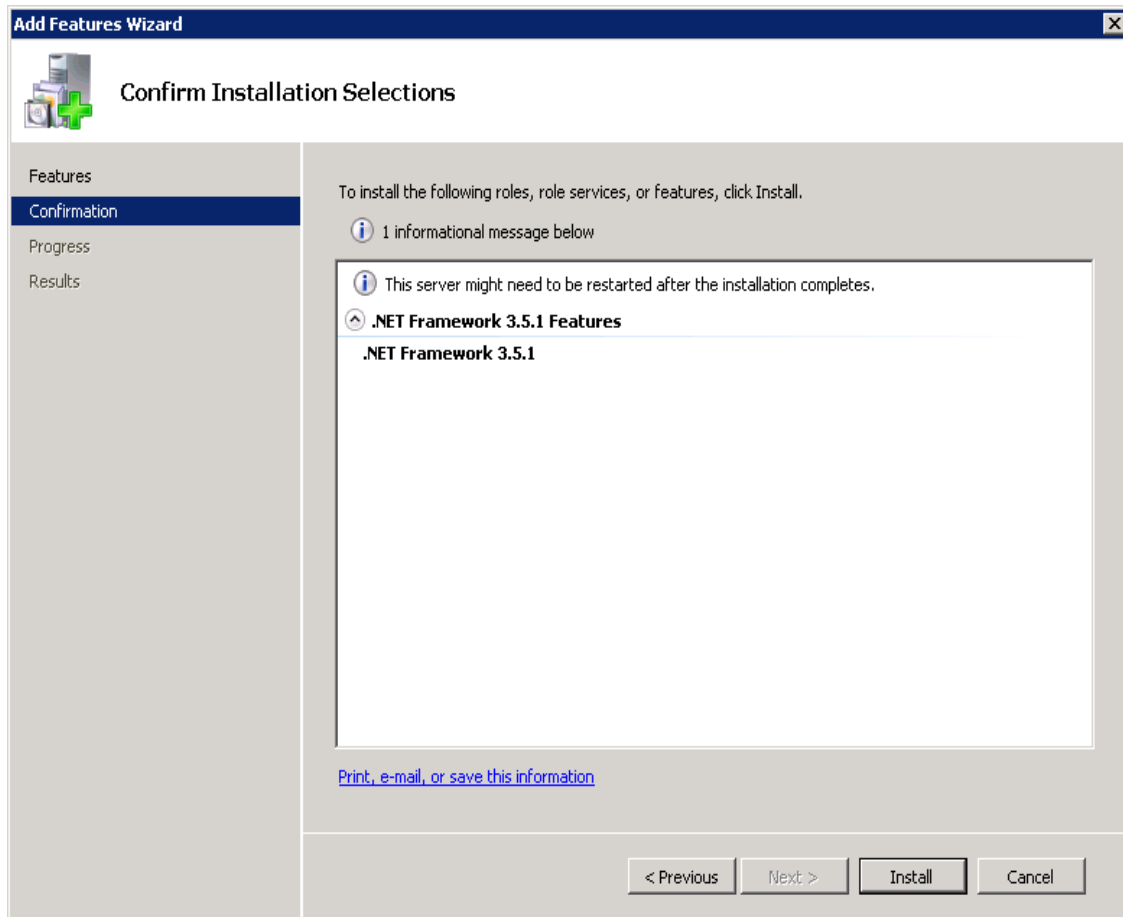 Add Features Wizard
Confirm Installation Selections
Features
Confirmation
Progress
Results
To install the following roles, role services, or features, click Install.
1 informational message below
This server might need to be restarted after the installation completes.
.NET Framework 3.5.1 Features
.NET Framework 3.5.1
Print, e-mail, or save this information
< Previous
Next >
Install
Cancel